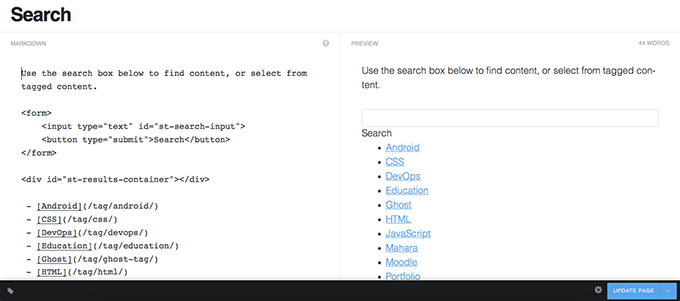 Search
MARKDOWN
Use the search box below to find content, or select from
tagged content.
<form>
<input type="text" id="st-search-input">
<button type="submit">Search</button>
</form>
<div id="st-results-container"></div>
- [Android](/tag/android/)
- [CSS](/tag/css/)
- [DevOps](/tag/devops/)
- [Education](/tag/education/)
- [Ghost](/tag/ghost-tag/)
- [HTML](/tag/html/)
PREVIEW
44 WORDS
Use the search box below to find content, or select from tagged con-
tent.
Search
• Android
• CSS
• DevOps
• Education
• Ghost
• HTML
• JavaScript
• Mahara
• Moodle
• Portfolio
UPDATE PAGE